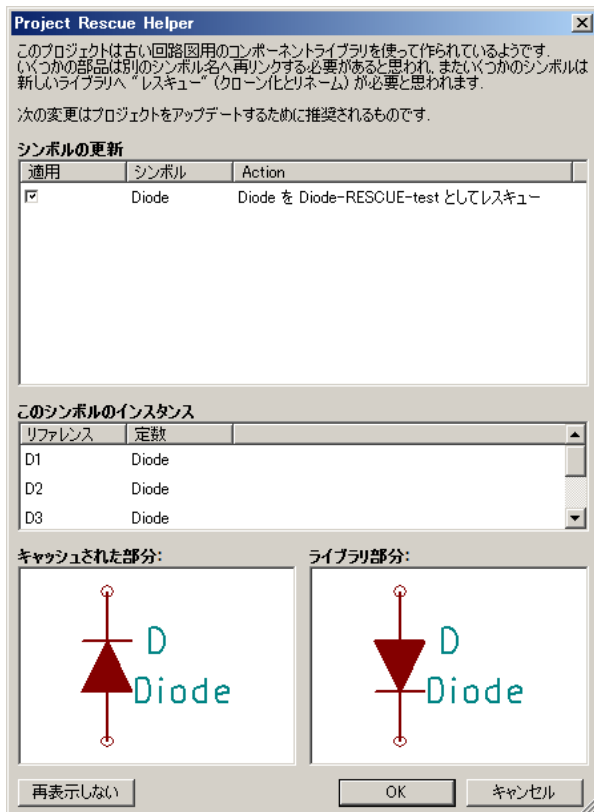 Project Rescue Helper
このプロジェクトは古い回路図用のコンポーネントライブラリを使って作られているようです.
いくつかの部品は別のシンボル名へ再リンクする必要があると思われ, またいくつかのシンボルは
新しいライブラリへ "レスキュー" (クローン化とリネーム) が必要と思われます.
次の変更はプロジェクトをアップデートするために推奨されるものです.
シンボルの更新
適用 シンボル Action
Diode Diode を Diode-RESCUE-test としてレスキュー
このシンボルのインスタンス
リファレンス 定数
D1 Diode
D2 Diode
D3 Diode
キャッシュされた部分: ライブラリ部分:
D D
Diode Diode
再表示しない OK キャンセル